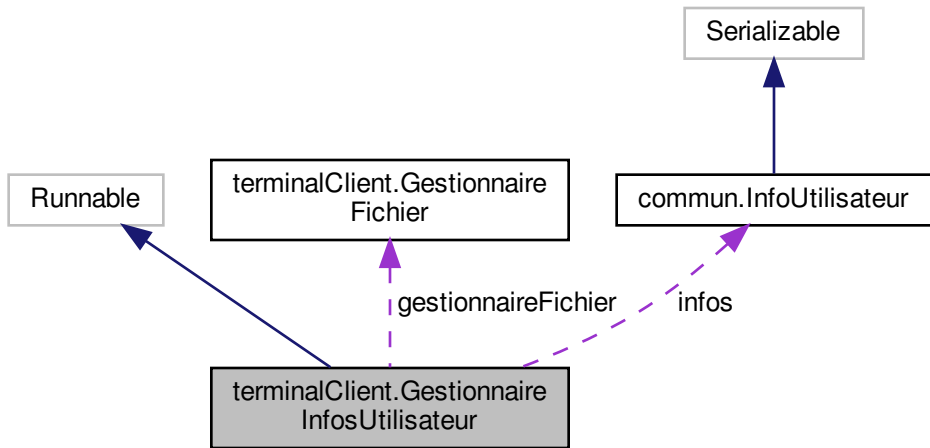 Serializable
Runnable
terminalClient.Gestionnaire
Fichier
commun.InfoUtilisateur
gestionnaireFichier
infos
terminalClient.Gestionnaire
InfosUtilisateur